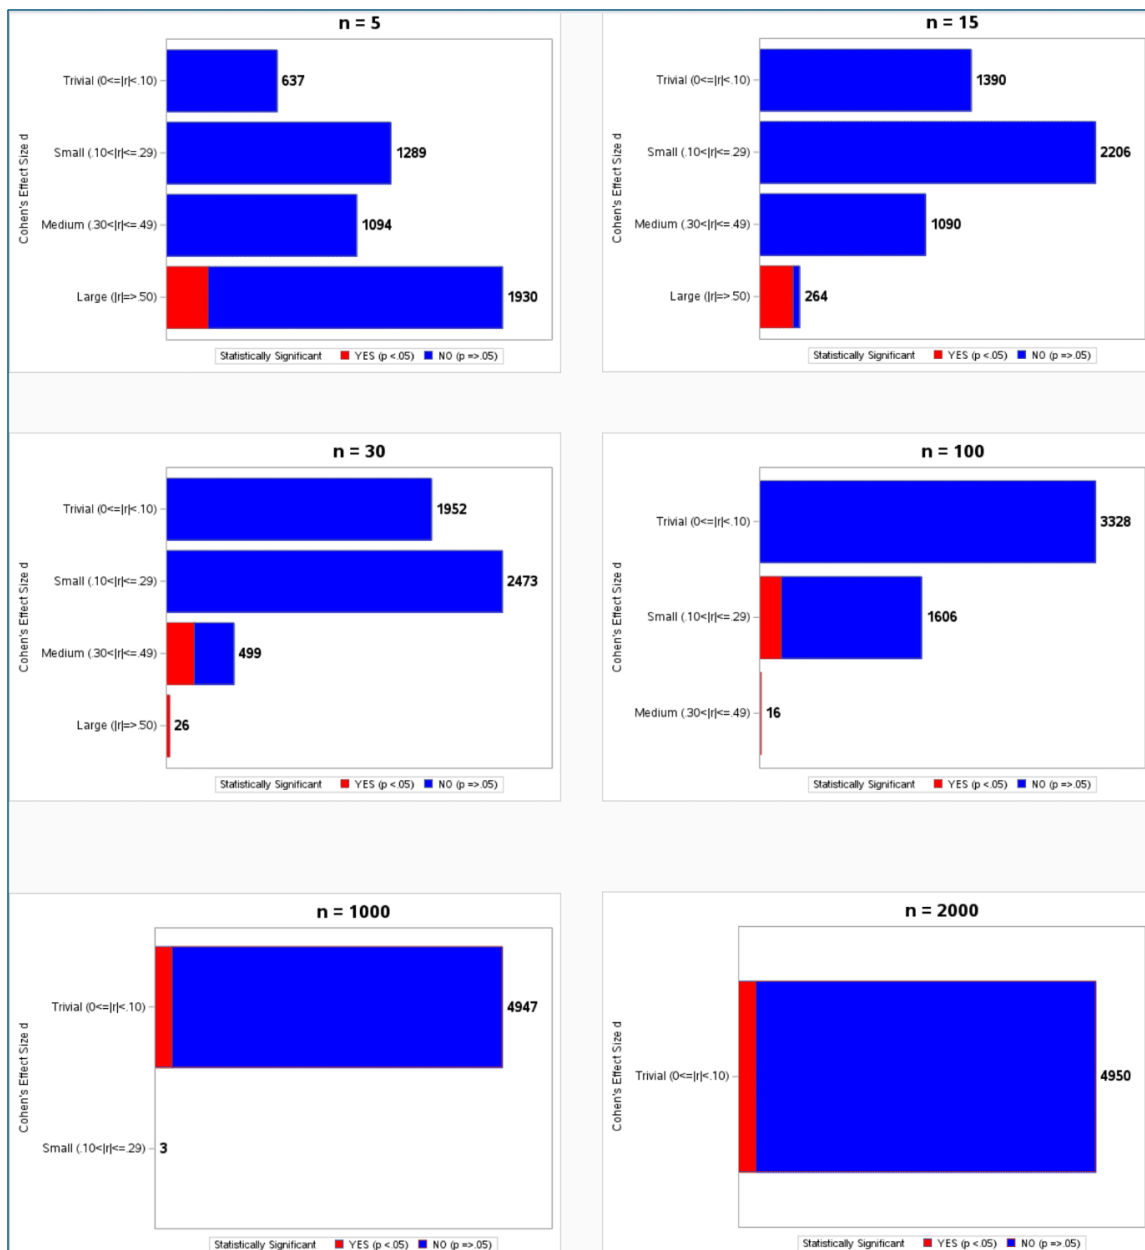 n = 5
Cohen's Effect Size d
Trivial (0<=|r|<.10)
637
Small (.10<|r|<=.29)
1289
Medium (.30<|r|<=.49)
1094
Large (|r|=>.50)
1930
Statistically Significant YES (p <.05) NO (p =>.05)
n = 15
Cohen's Effect Size d
Trivial (0<=|r|<.10)
1390
Small (.10<|r|<=.29)
2206
Medium (.30<|r|<=.49)
1090
Large (|r|=>.50)
264
Statistically Significant YES (p <.05) NO (p =>.05)
n = 30
Cohen's Effect Size d
Trivial (0<=|r|<.10)
1952
Small (.10<|r|<=.29)
2473
Medium (.30<|r|<=.49)
499
Large (|r|=>.50)
26
Statistically Significant YES (p <.05) NO (p =>.05)
n = 100
Cohen's Effect Size d
Trivial (0<=|r|<.10)
3328
Small (.10<|r|<=.29)
1606
Medium (.30<|r|<=.49)
16
Statistically Significant YES (p <.05) NO (p =>.05)
n = 1000
Cohen's Effect Size d
Trivial (0<=|r|<.10)
4947
Small (.10<|r|<=.29)
3
Statistically Significant YES (p <.05) NO (p =>.05)
n = 2000
Cohen's Effect Size d
Trivial (0<=|r|<.10)
4950
Statistically Significant YES (p <.05) NO (p =>.05)